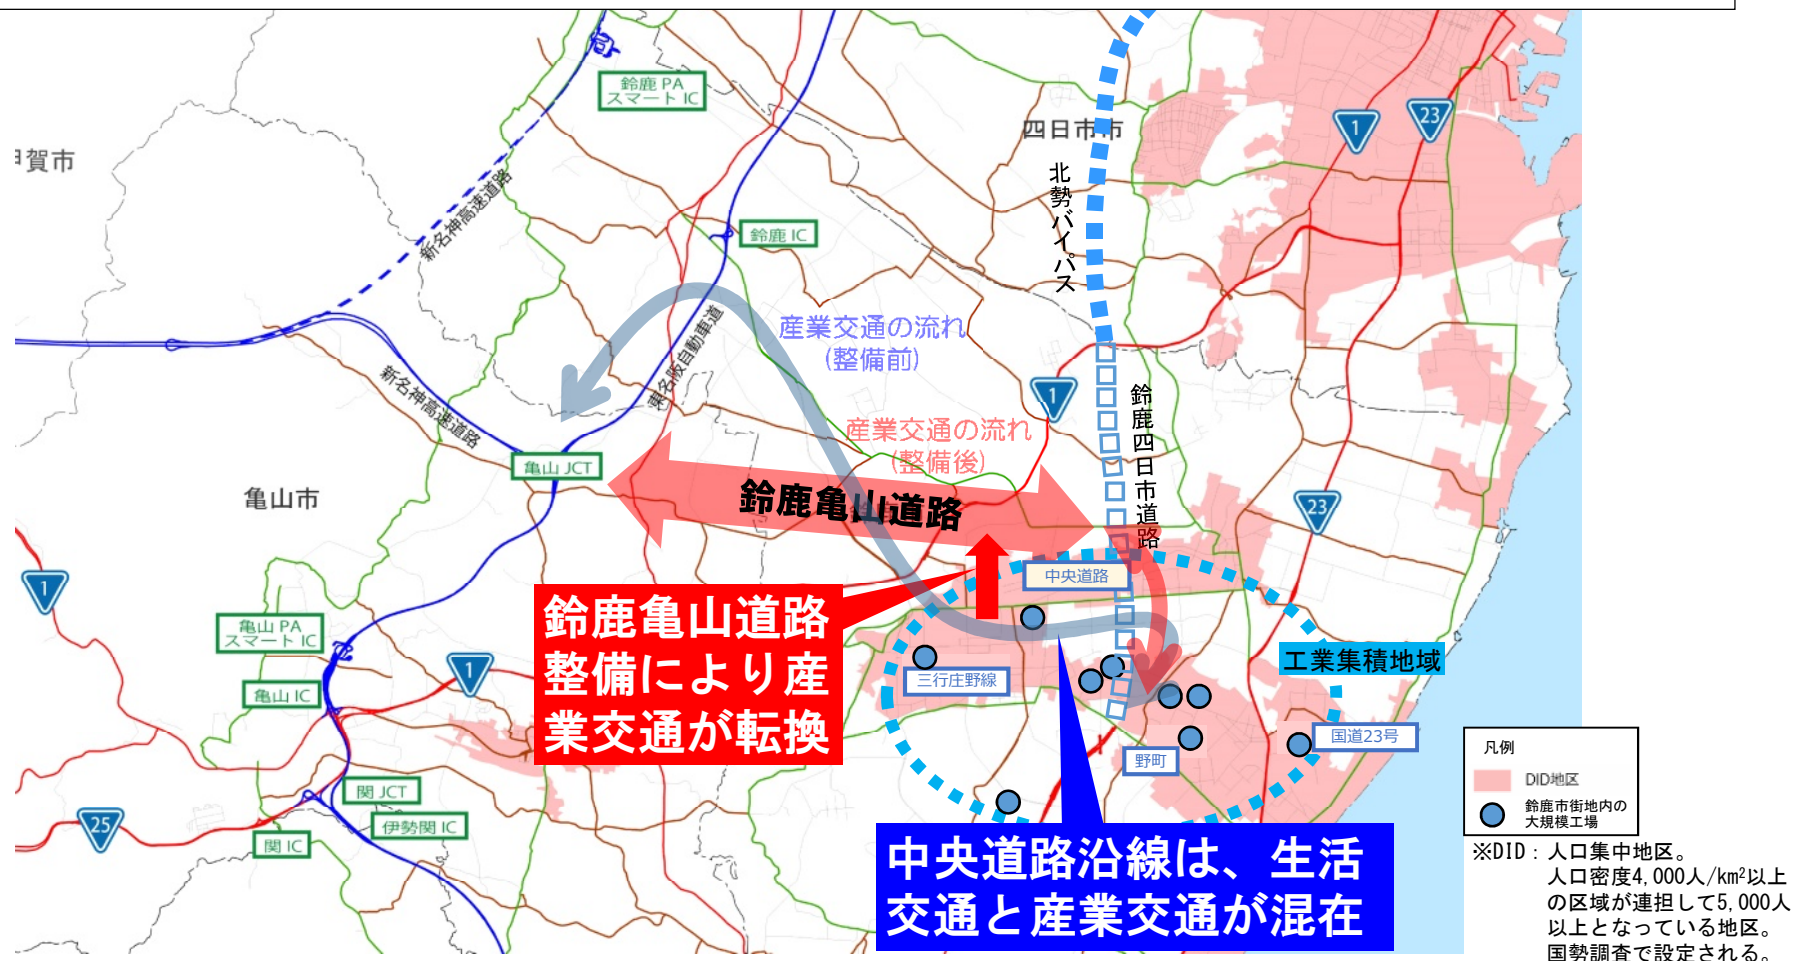 鈴鹿 PA
スマート IC
四日市市
1
23
賀市
北勢バイパス
新名神高速道路
鈴鹿 IC
産業交通の流れ
(整備前)
東名阪自動車道
新名神高速道路
1
鈴鹿四日市道路
産業交通の流れ
(整備後)
亀山 JCT
亀山市
鈴鹿亀山道路
23
中央道路
1
鈴鹿亀山道路
整備により産
業交通が転換
亀山 PA
スマート IC
1
亀山 IC
三行庄野線
工業集積地域
国道23号
野町
関 JCT
伊勢関 IC
25
関 IC
中央道路沿線は、生活
交通と産業交通が混在
凡例
DID地区
鈴鹿市街地内の
大規模工場
※DID：人口集中地区。
人口密度4,000人/km²以上
の区域が連担して5,000人
以上となっている地区。
国勢調査で設定される。